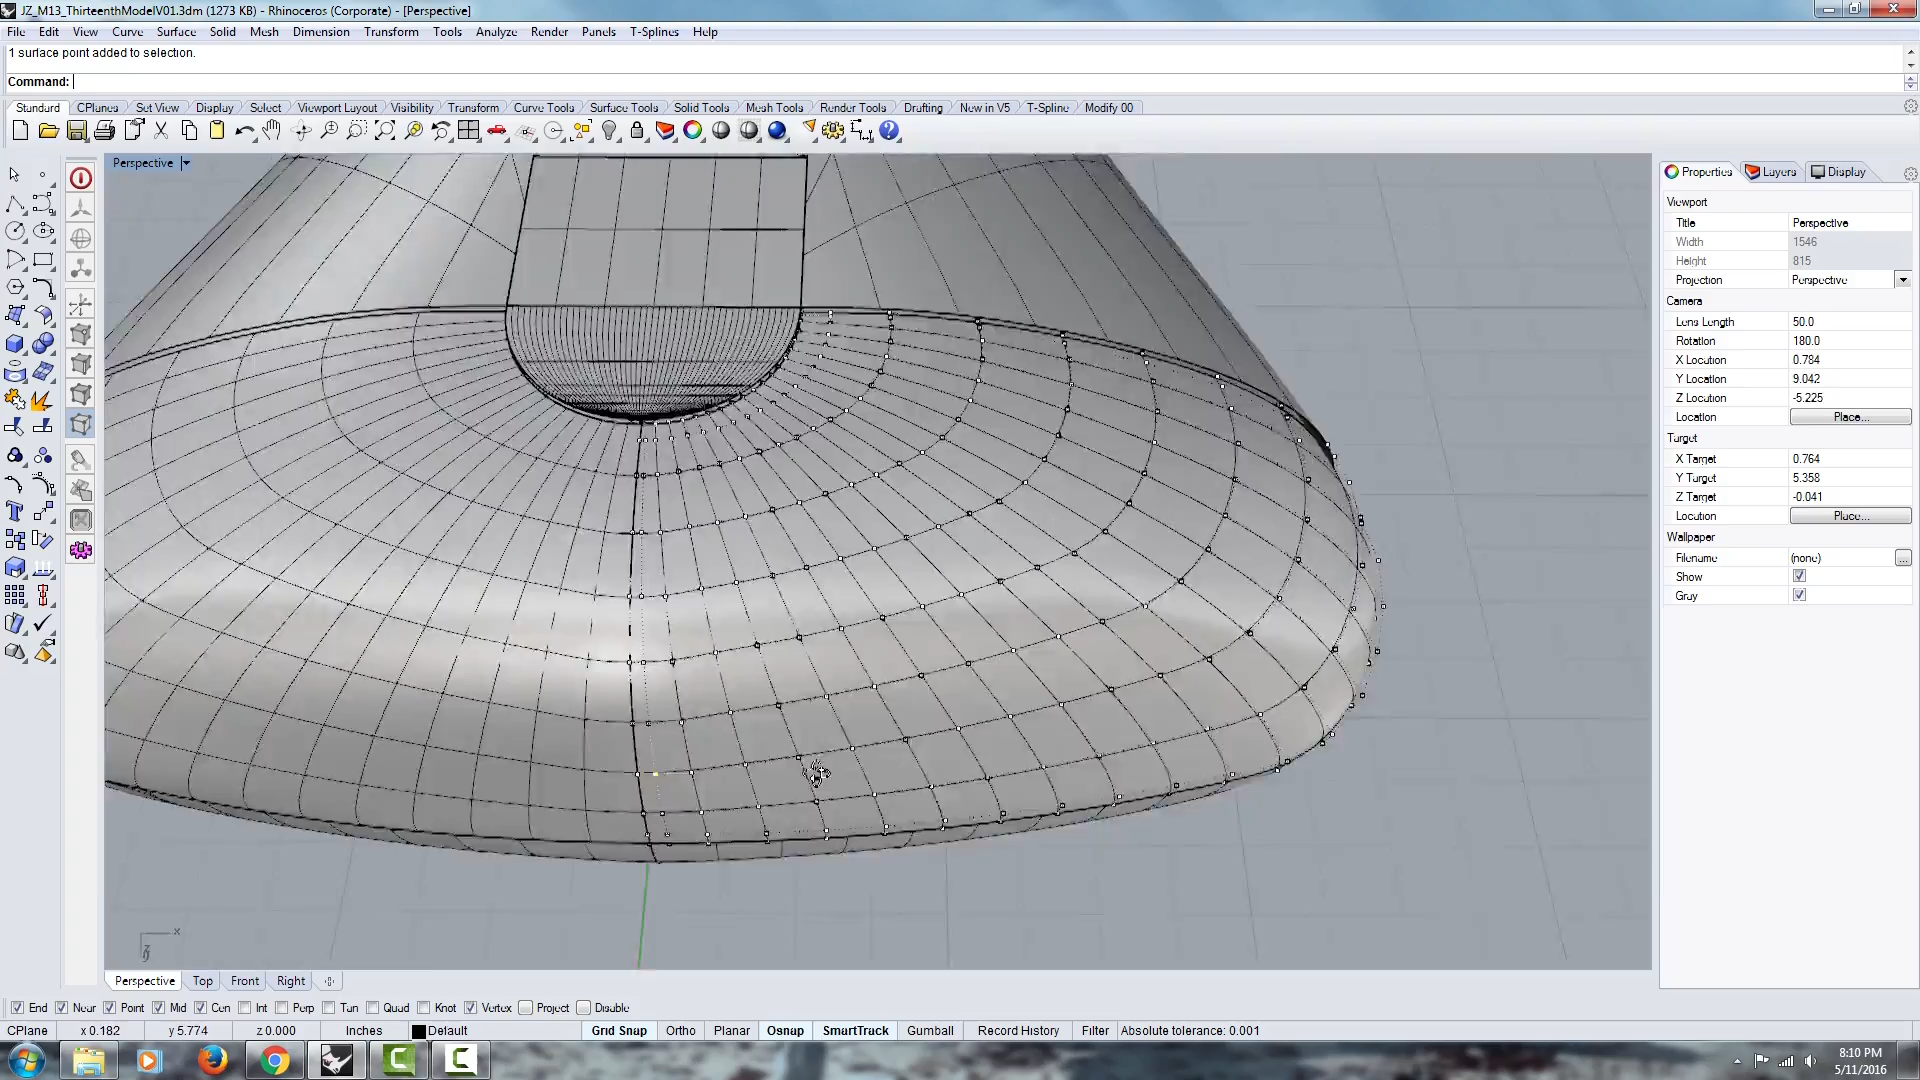 JZ_M13_ThirteenthModelV01.3dm (1273 KB) - Rhinoceros (Corporate) - [Perspective]
File Edit View Curve Surface Solid Mesh Dimension Transform Tools Analyze Render Panels T-Splines Help
1 surface point added to selection.
Command:
Standard CPlanes Set View Display Select Viewport Layout Visibility Transform Curve Tools Surface Tools Solid Tools Mesh Tools Render Tools Drafting New in V5 T-Spline Modify 00
Perspective
Properties Layers Display
Viewport
Title Perspective
Width 1546
Height 815
Projection Perspective
Camera
Lens Length 50.0
Rotation 180.0
X Location 0.784
Y Location 9.042
Z Location -5.225
Location Place...
Target
X Target 0.764
Y Target 5.358
Z Target -0.041
Location Place...
Wallpaper
Filename (none) ...
Show
Gray
x
Perspective Top Front Right
End Near Point Mid Cen Int Perp Tan Quad Knot Vertex Project Disable
CPlane x 0.182 y 5.774 z 0.000 Inches Default Grid Snap Ortho Planar Osnap SmartTrack Gumball Record History Filter Absolute tolerance: 0.001
8:10 PM
5/11/2016